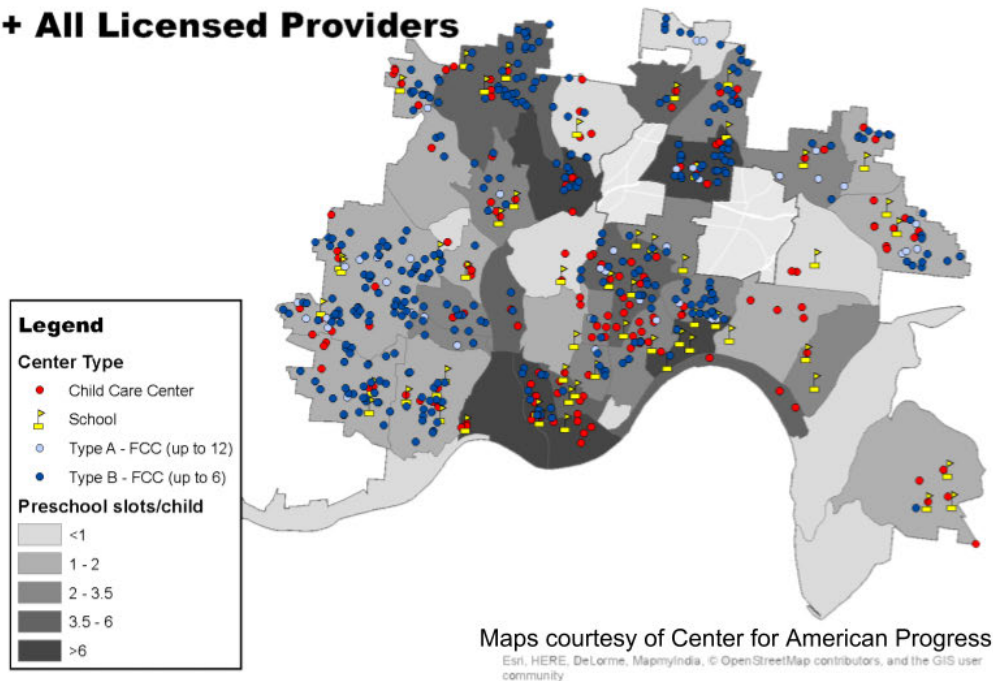 + All Licensed Providers
Legend
Center Type
Child Care Center
School
Type A - FCC (up to 12)
Type B - FCC (up to 6)
Preschool slots/child
<1
1 - 2
2 - 3.5
3.5 - 6
>6
Maps courtesy of Center for American Progress
Esri, HERE, DeLorme, MapmyIndia, © OpenStreetMap contributors, and the GIS user
community